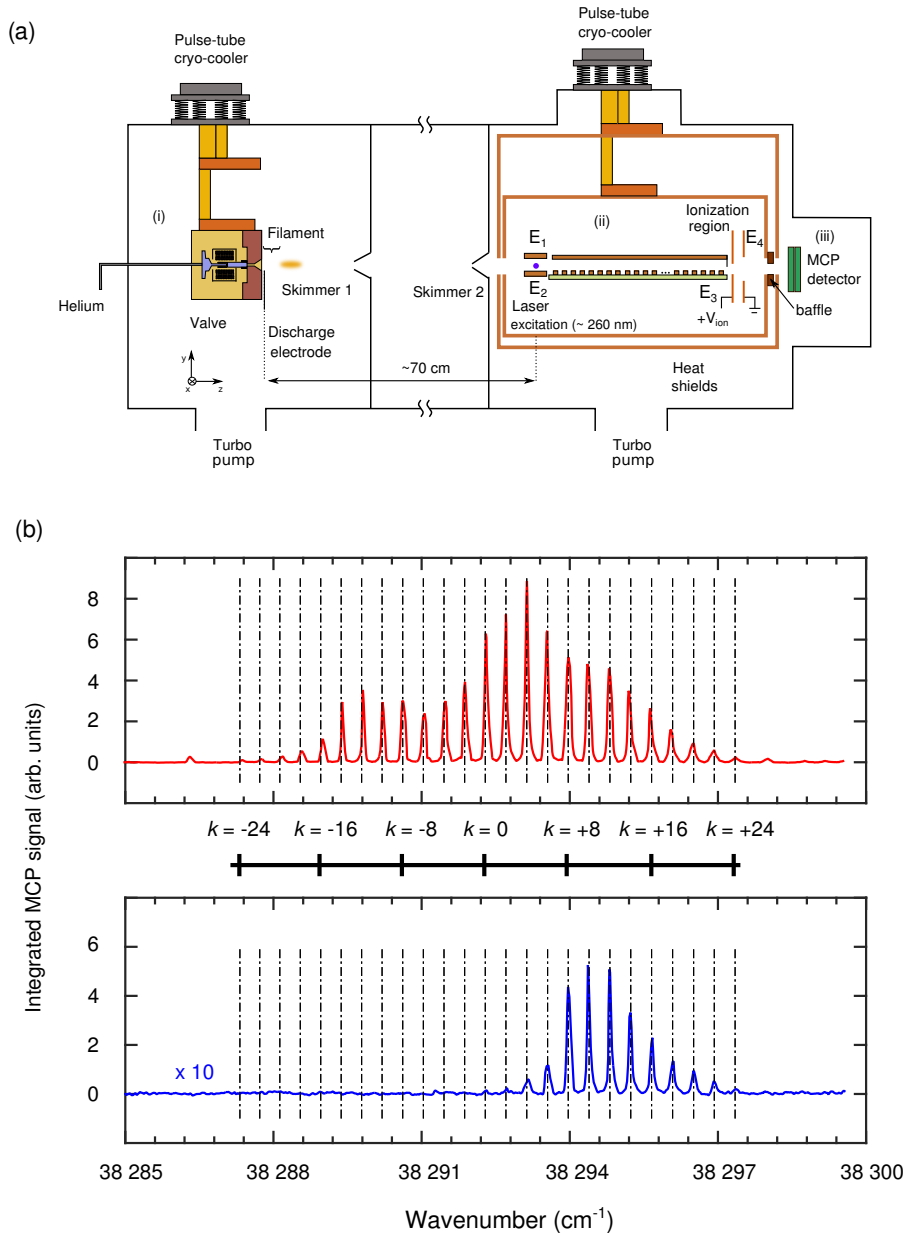 (a)
Pulse-tube
cryo-cooler
Pulse-tube
cryo-cooler
(i)
Filament
Helium
Valve
Skimmer 1
Discharge
electrode
y
x
z
~70 cm
Skimmer 2
E1
E2
Laser
excitation (~ 260 nm)
(ii)
Ionization
region
E4
E3
+Vion
(iii)
MCP
detector
baffle
Heat
shields
Turbo
pump
Turbo
pump
(b)
Integrated MCP signal (arb. units)
8
6
4
2
0
k = -24
k = -16
k = -8
k = 0
k = +8
k = +16
k = +24
6
4
2
0
x 10
...
38 285
38 288
38 291
38 294
38 297
38 300
Wavenumber (cm⁻¹)